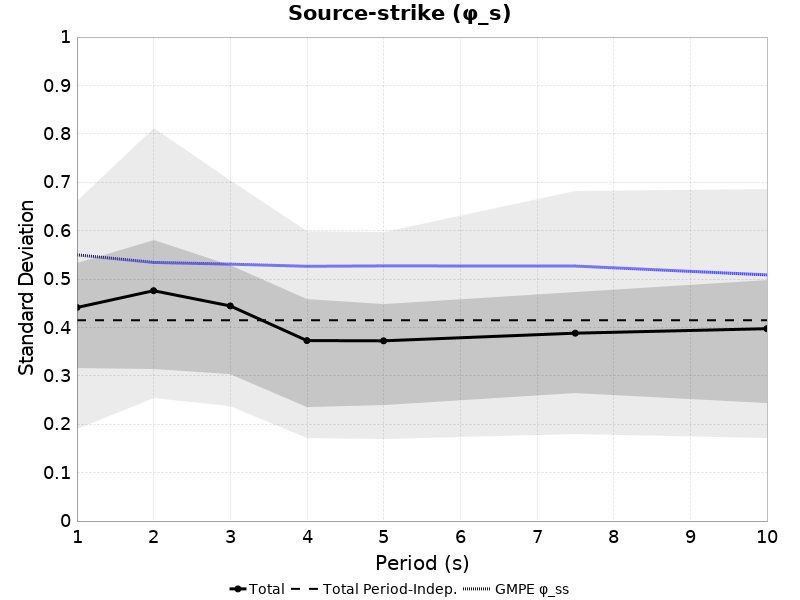 Source-strike (φ_s)
Standard Deviation
1
0.9
0.8
0.7
0.6
0.5
0.4
0.3
0.2
0.1
0
1 2 3 4 5 6 7 8 9 10
Period (s)
Total Total Period-Indep. GMPE φ_ss